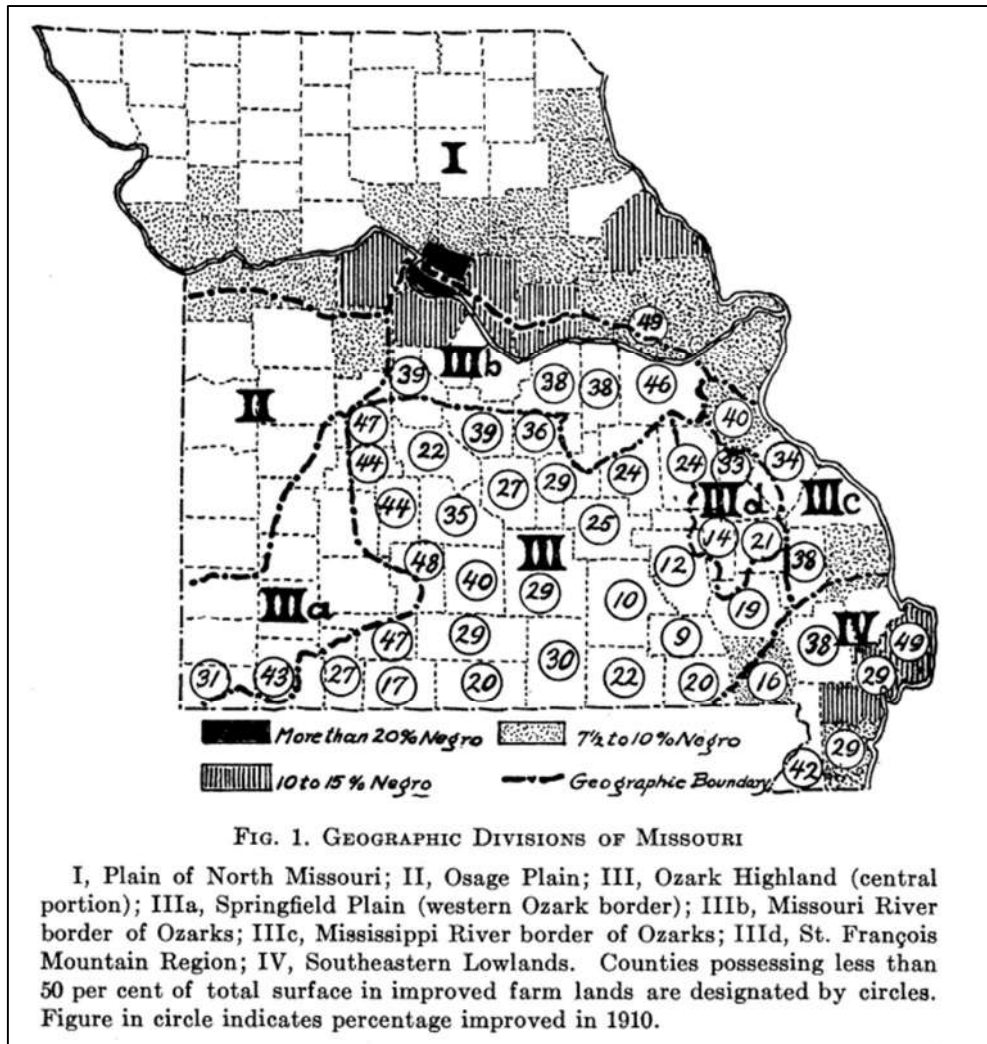 I
49
IIIb
39
38
38
46
II
40
47
39
36
22
44
24
24
33
34
27
29
IIId
IIIc
44
35
25
14
21
III
48
12
38
40
29
10
IIIa
19
47
29
9
38
IV
49
30
29
31
43
27
17
20
22
20
16
More than 20% Negro
7½ to 10% Negro
29
10 to 15% Negro
Geographic Boundary
42
FIG. 1. GEOGRAPHIC DIVISIONS OF MISSOURI
I, Plain of North Missouri; II, Osage Plain; III, Ozark Highland (central
portion); IIIa, Springfield Plain (western Ozark border); IIIb, Missouri River
border of Ozarks; IIIc, Mississippi River border of Ozarks; IIId, St. François
Mountain Region; IV, Southeastern Lowlands. Counties possessing less than
50 per cent of total surface in improved farm lands are designated by circles.
Figure in circle indicates percentage improved in 1910.